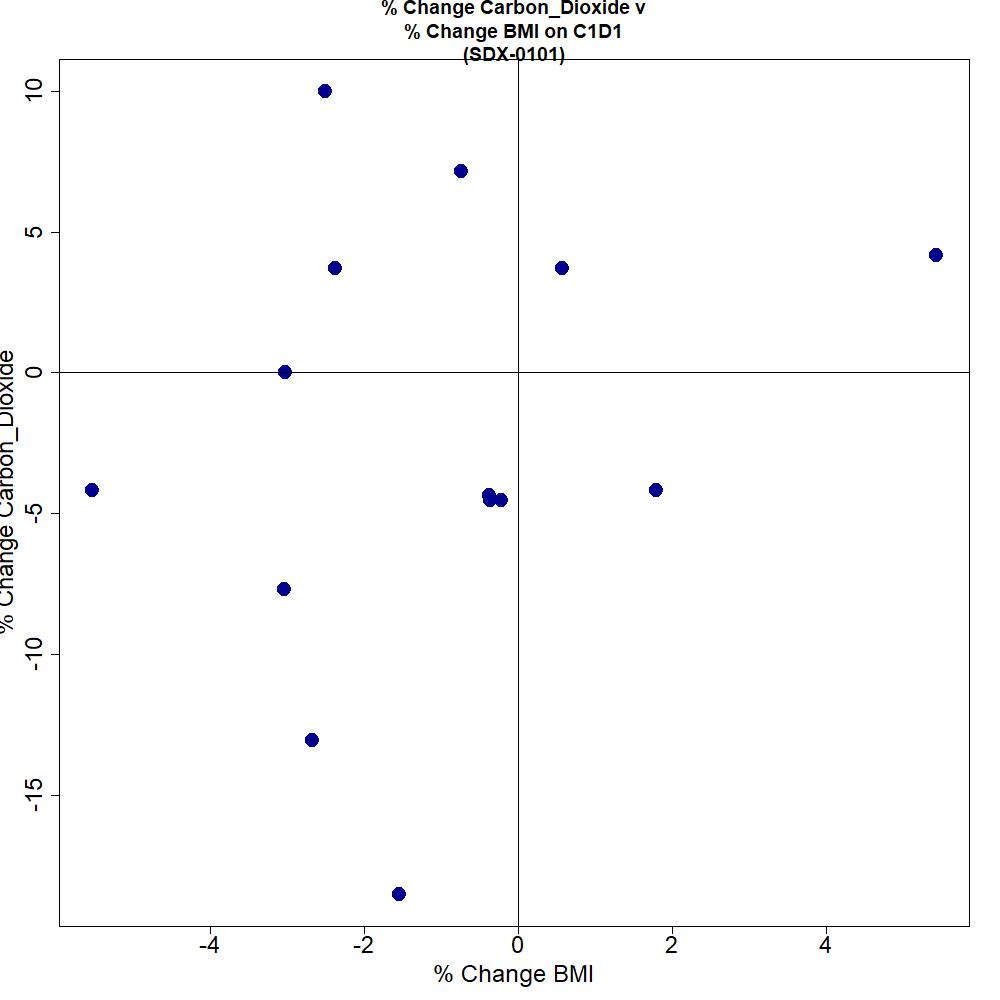 % Change Carbon_Dioxide v
% Change BMI on C1D1
(SDX-0101)
% Change Carbon_Dioxide
10
5
0
-5
-10
-15
-4
-2
0
2
4
% Change BMI